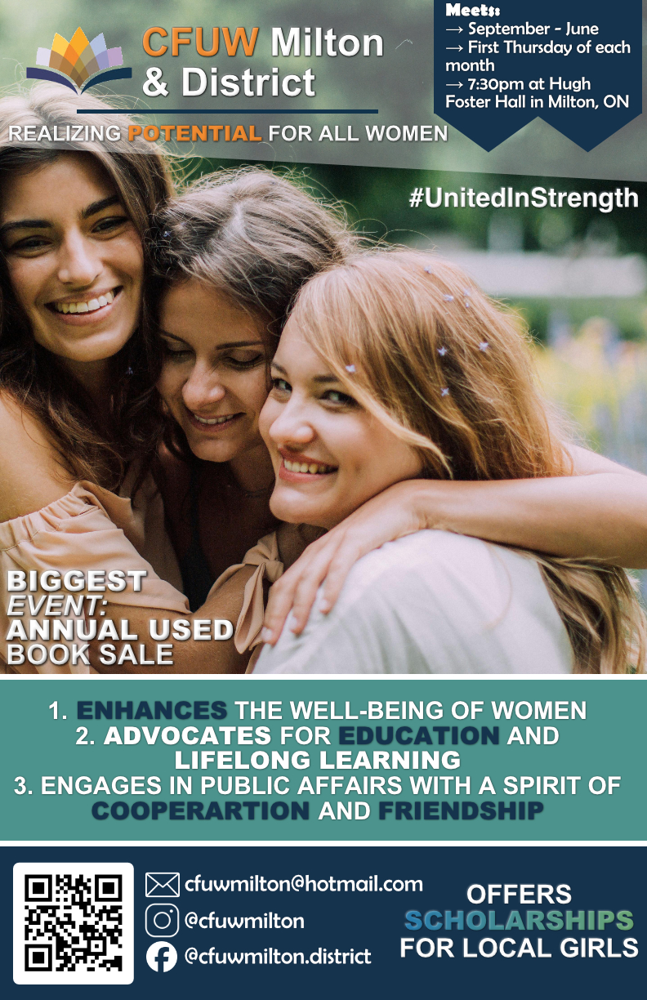 CFUW Milton
& District
REALIZING POTENTIAL FOR ALL WOMEN
Meets:
→ September - June
→ First Thursday of each
month
→ 7:30pm at Hugh
Foster Hall in Milton, ON
#UnitedInStrength
BIGGEST
EVENT:
ANNUAL USED
BOOK SALE
1. ENHANCES THE WELL-BEING OF WOMEN
2. ADVOCATES FOR EDUCATION AND
LIFELONG LEARNING
3. ENGAGES IN PUBLIC AFFAIRS WITH A SPIRIT OF
COOPERARTION AND FRIENDSHIP
cfuwmilton@hotmail.com
@cfuwmilton
@cfuwmilton.district
OFFERS
SCHOLARSHIPS
FOR LOCAL GIRLS